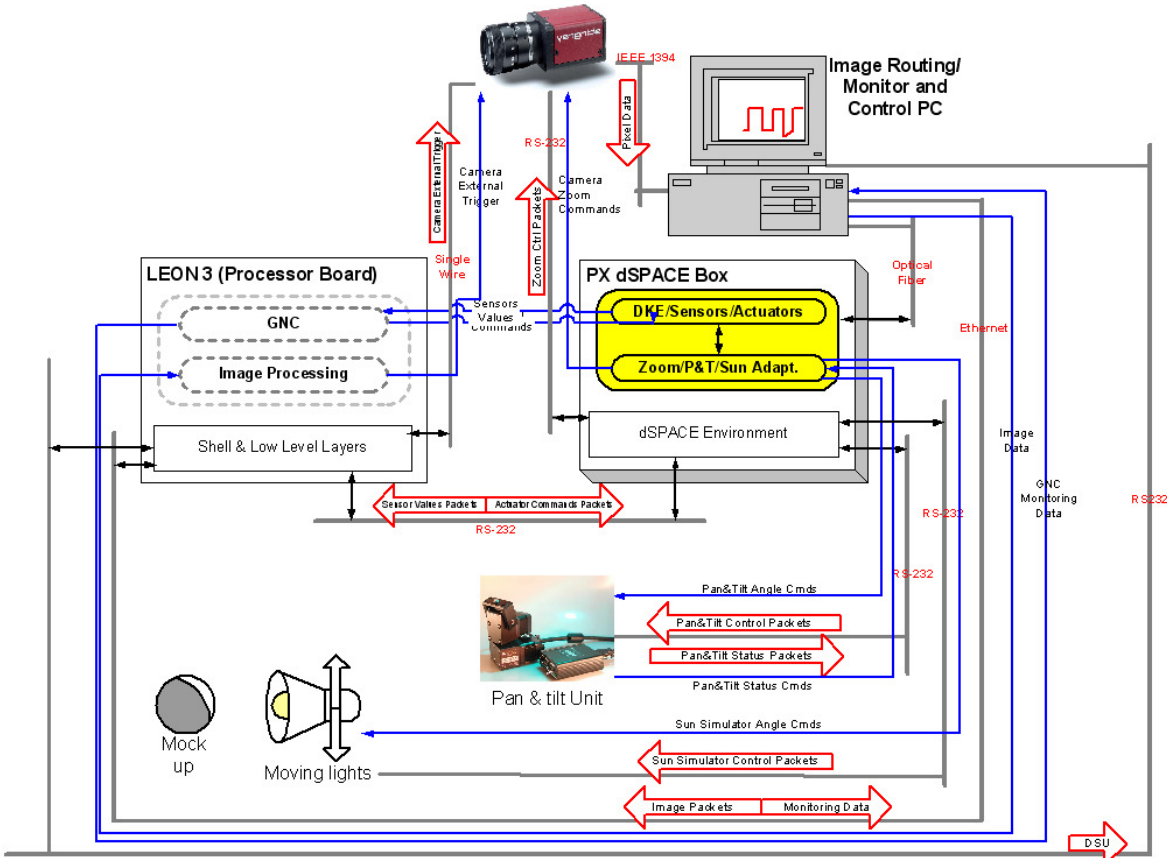 IEEE 1394
Image Routing/
Monitor and
Control PC
Pixel Data
RS-232
Camera External Trigger
Camera
External
Trigger
Zoom Ctrl Packets
Camera
Zoom
Commands
LEON 3 (Processor Board)
Single
Wire
PX dSPACE Box
Optical
Fiber
Sensors
Values
Commands
GNC
DKE/Sensors/Actuators
Ethernet
Image Processing
Zoom/P&T/Sun Adapt.
Shell & Low Level Layers
dSPACE Environment
Image
Data
GNC
Monitoring
Data
RS232
Sensor Values Packets
Actuator Commands Packets
RS-232
RS-232
RS-232
Pan&Tilt Angle Cmds
Pan&Tilt Control Packets
Pan&Tilt Status Packets
Pan&Tilt Status Cmds
Pan & tilt Unit
Sun Simulator Angle Cmds
Mock
up
Moving lights
Sun Simulator Control Packets
Image Packets
Monitoring Data
DSU